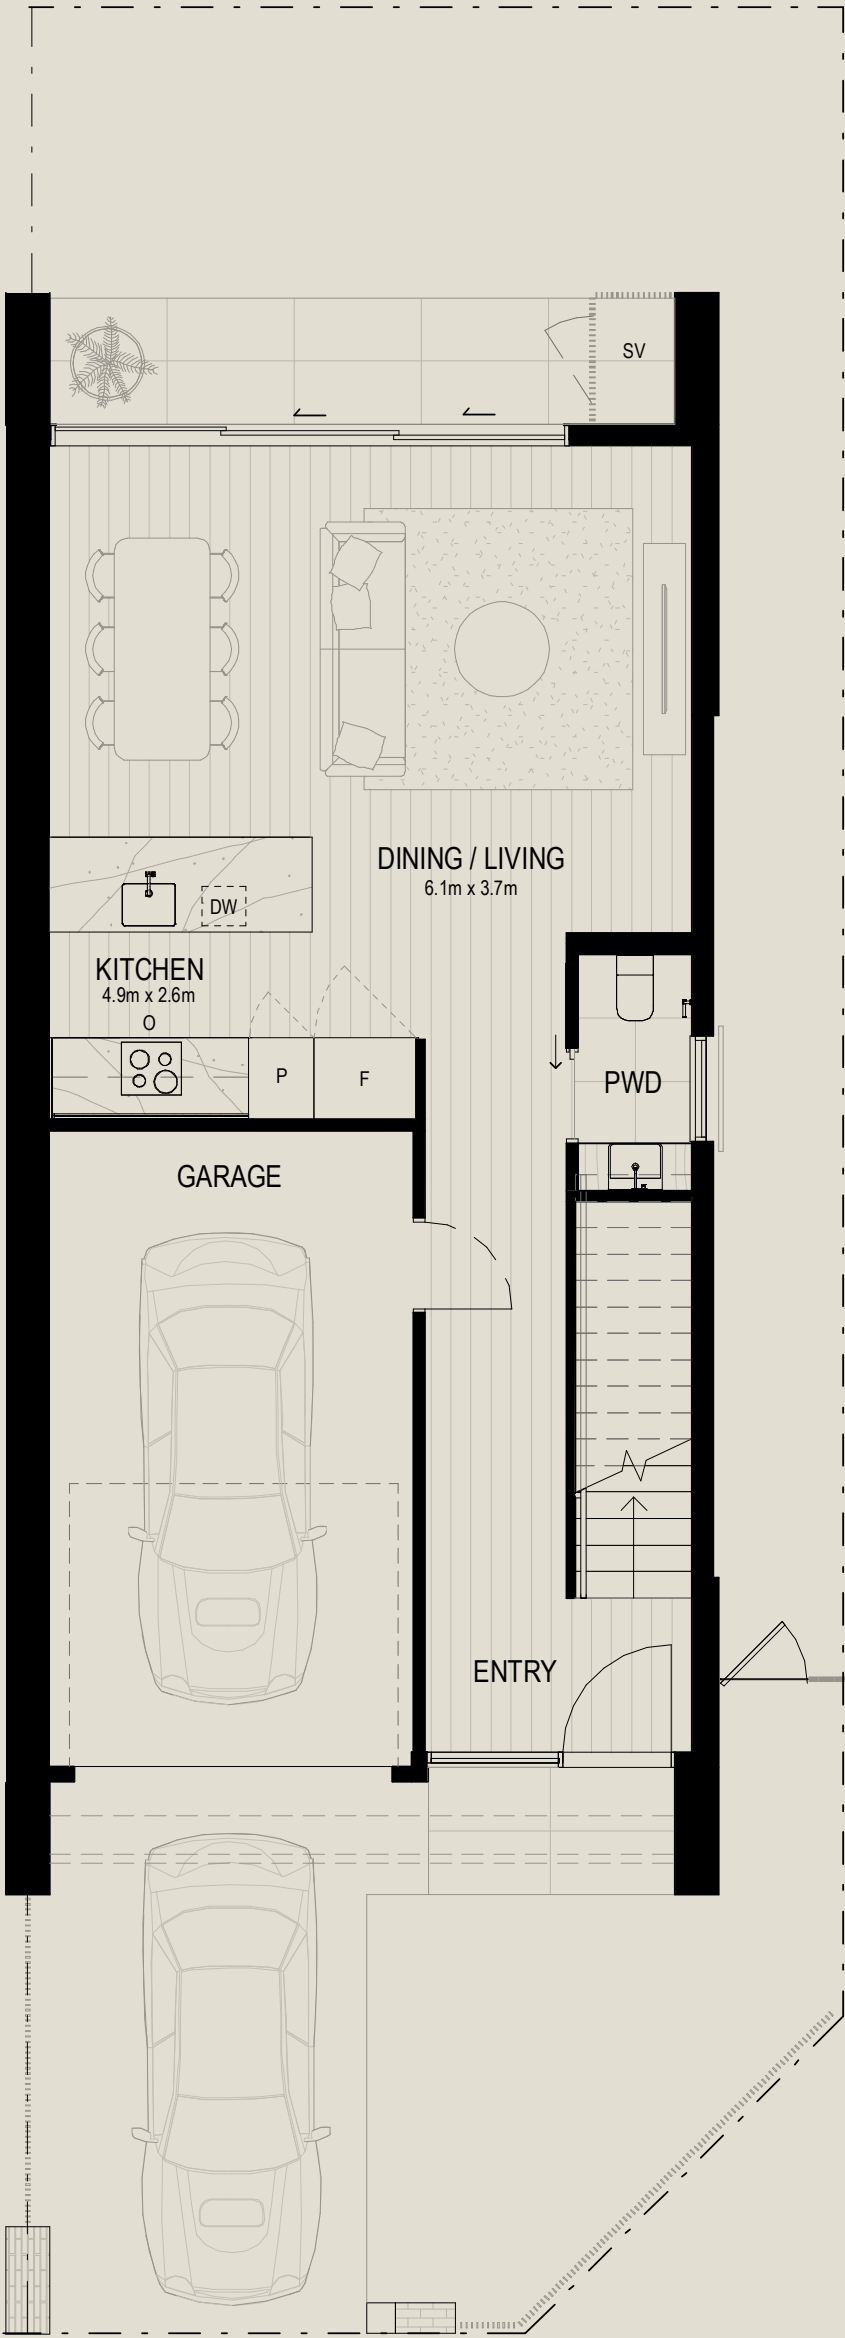 SV
DINING / LIVING
6.1m x 3.7m
DW
KITCHEN
4.9m x 2.6m
O
P
F
PWD
GARAGE
ENTRY